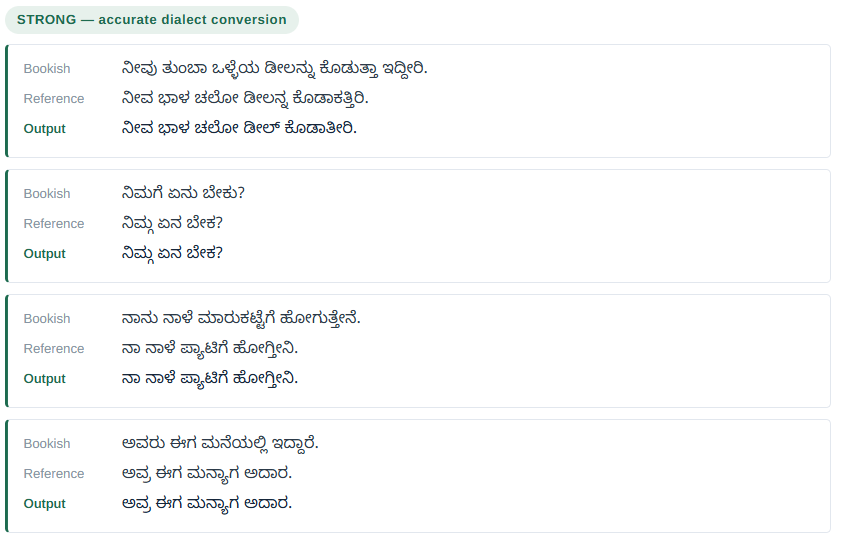 STRONG — accurate dialect conversion
Bookish ನೀವು ತುಂಬಾ ಒಳ್ಳೆಯ ಡೀಲನ್ನು ಕೊಡುತ್ತಾ ಇದ್ದೀರಿ.
Reference ನೀವ ಭಾಳ ಚಲೋ ಡೀಲನ್ನ ಕೊಡಾಕತ್ತಿರಿ.
Output ನೀವ ಭಾಳ ಚಲೋ ಡೀಲ್ ಕೊಡಾತೀರಿ.
Bookish ನಿಮಗೆ ಏನು ಬೇಕು?
Reference ನಿಮ್ಗ ಏನ ಬೇಕ?
Output ನಿಮ್ಗ ಏನ ಬೇಕ?
Bookish ನಾನು ನಾಳೆ ಮಾರುಕಟ್ಟೆಗೆ ಹೋಗುತ್ತೇನೆ.
Reference ನಾ ನಾಳೆ ಪ್ಯಾಟಿಗೆ ಹೋಗ್ತೀನಿ.
Output ನಾ ನಾಳೆ ಪ್ಯಾಟಿಗೆ ಹೋಗ್ತೀನಿ.
Bookish ಅವರು ಈಗ ಮನೆಯಲ್ಲಿ ಇದ್ದಾರೆ.
Reference ಅವ್ರ ಈಗ ಮನ್ಯಾಗ ಅದಾರ.
Output ಅವ್ರ ಈಗ ಮನ್ಯಾಗ ಅದಾರ.